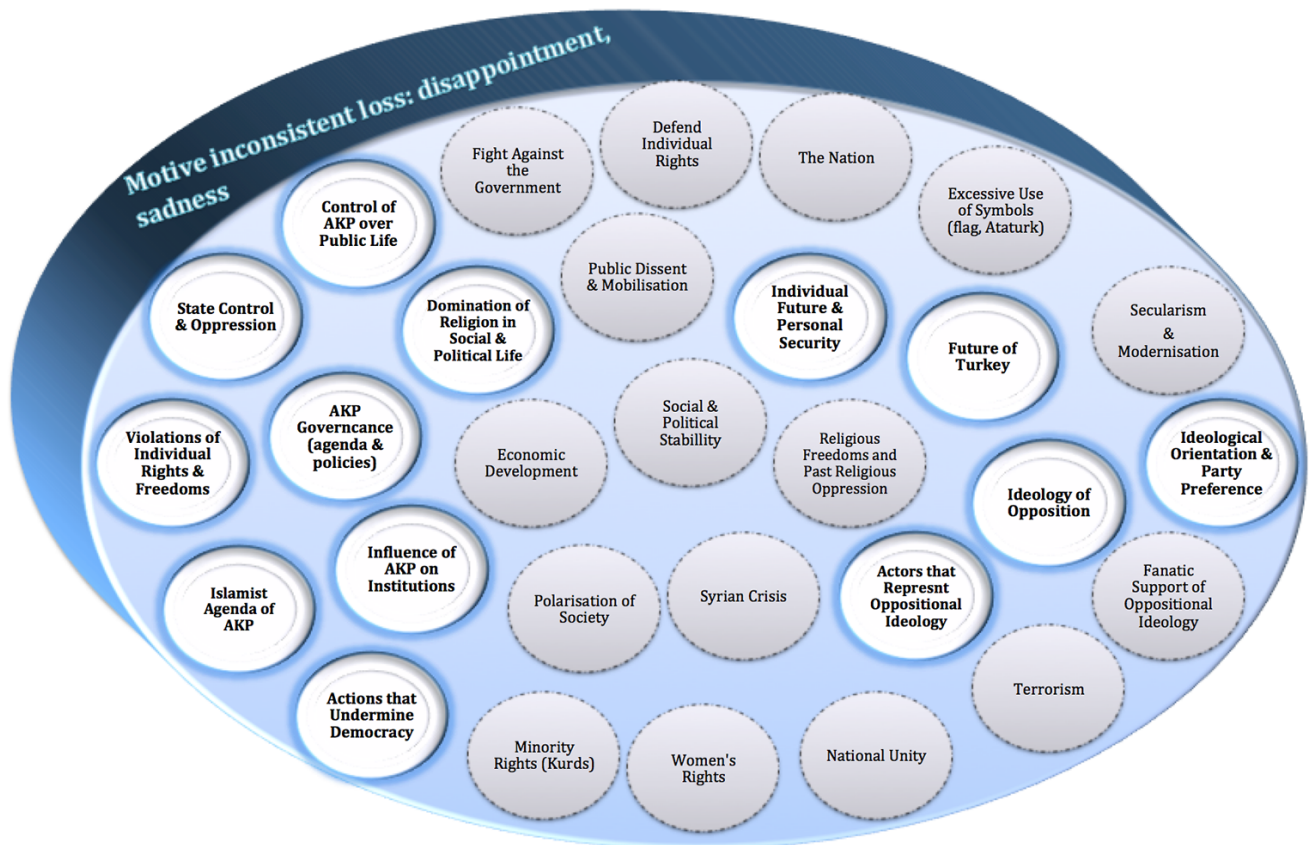 Motive inconsistent loss: disappointment,
sadness
Fight Against
the
Government
Defend
Individual
Rights
The Nation
Excessive Use
of Symbols
(flag, Ataturk)
Control of
AKP over
Public Life
Public Dissent
& Mobilisation
State Control
& Oppression
Domination of
Religion in
Social &
Political Life
Individual
Future &
Personal
Security
Future of
Turkey
Secularism
&
Modernisation
Violations of
Individual
Rights &
Freedoms
AKP
Governcance
(agenda &
policies)
Economic
Development
Social &
Political
Stabillity
Religious
Freedoms and
Past Religious
Oppression
Ideology of
Opposition
Ideological
Orientation &
Party
Preference
Islamist
Agenda of
AKP
Influence of
AKP on
Institutions
Polarisation of
Society
Syrian Crisis
Actors that
Represnt
Oppositional
Ideology
Fanatic
Support of
Oppositional
Ideology
Actions that
Undermine
Democracy
Minority
Rights (Kurds)
Women's
Rights
National Unity
Terrorism